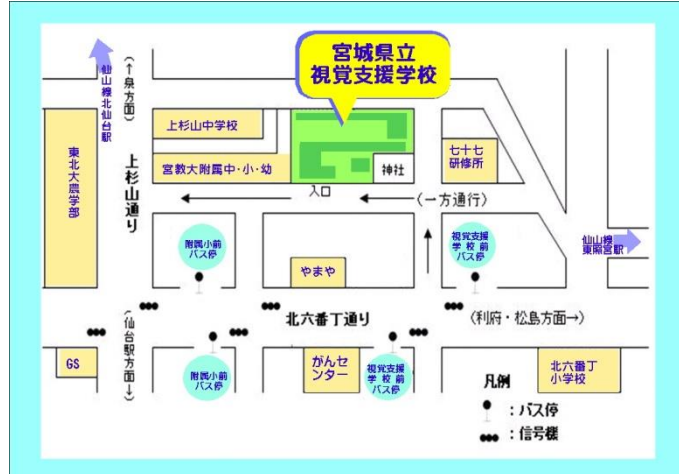 宮城県立
視覚支援学校
仙山線北仙台駅
(↑泉方面)
上杉山中学校
宮教大附属中・小・幼
神社
七十七
研修所
東北大農学部
上杉山通り
入口
(一方通行)
附属小前
バス停
視覚支援
学校前
バス停
仙山線
東照宮駅
やまや
北六番丁通り
(利府・松島方面→)
(仙台駅方面→)
GS
附属小前
バス停
がんセ
ンター
視覚支援
学校前
バス停
北六番丁
小学校
凡例
:バス停
:信号機